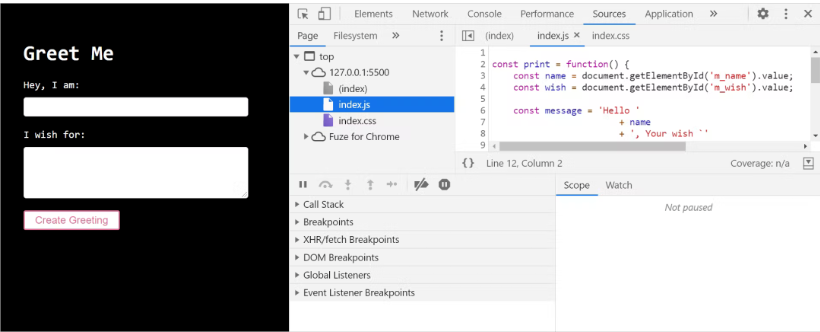 Greet Me
Hey, I am:
I wish for:
Create Greeting
Elements Network Console Performance Sources Application »
Page Filesystem »
top
127.0.0.1:5500
(index)
index.js
index.css
Fuze for Chrome
(index) index.js × index.css
1
2 const print = function() {
3 const name = document.getElementById('m_name').value;
4 const wish = document.getElementById('m_wish').value;
5
6 const message = 'Hello '
7 + name
8 + ', Your wish `'
9
{} Line 12, Column 2 Coverage: n/a
Call Stack
Breakpoints
XHR/fetch Breakpoints
DOM Breakpoints
Global Listeners
Event Listener Breakpoints
Scope Watch
Not paused